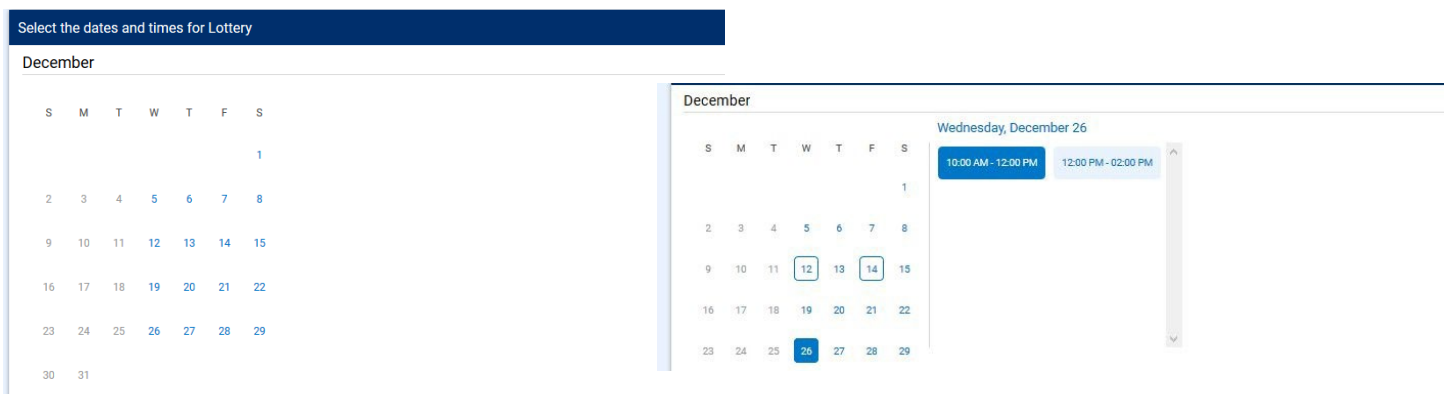 Select the dates and times for Lottery
December
S M T W T F S
1
2 3 4 5 6 7 8
9 10 11 12 13 14 15
16 17 18 19 20 21 22
23 24 25 26 27 28 29
30 31
December
Wednesday, December 26
S M T W T F S
10:00 AM - 12:00 PM 12:00 PM - 02:00 PM
1
2 3 4 5 6 7 8
9 10 11 12 13 14 15
16 17 18 19 20 21 22
23 24 25 26 27 28 29